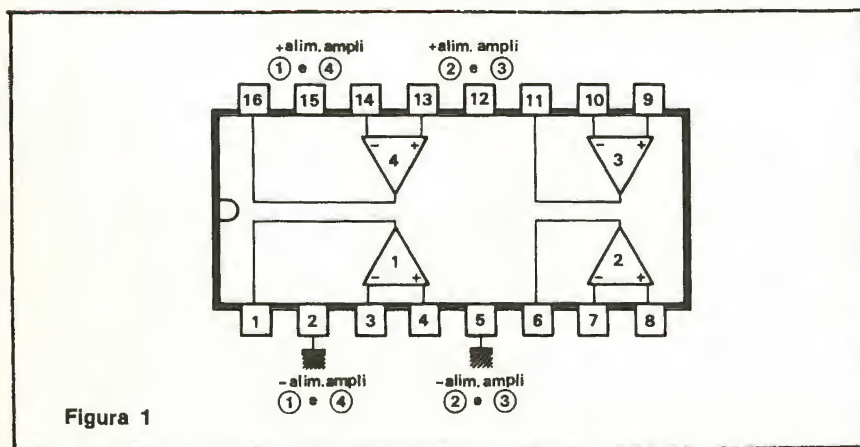 +alim. ampli +alim. ampli
① e ④ ② e ③
16 15 14 13 12 11 10 9
- + - +
4 3
1 2
- + - +
1 2 3 4 5 6 7 8
-alim. ampli -alim. ampli
① e ④ ② e ③
Figura 1